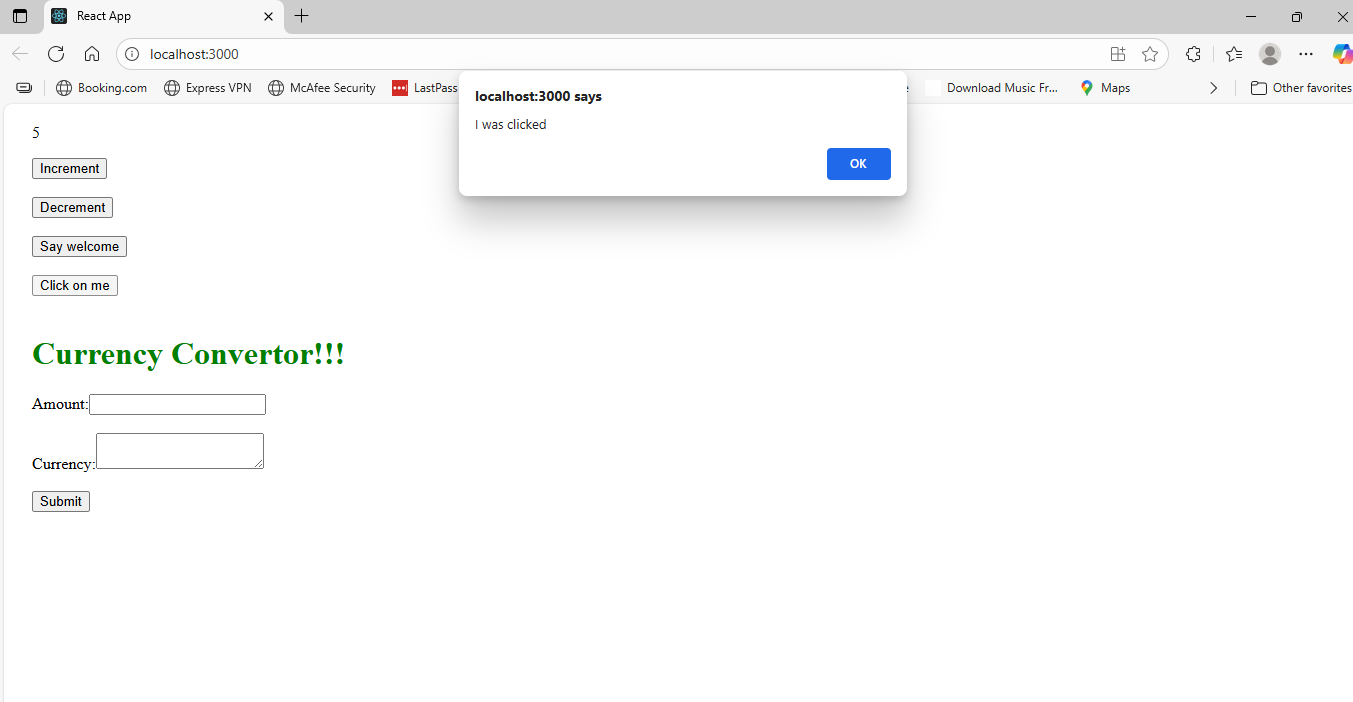 React App
localhost:3000
Booking.com Express VPN McAfee Security LastPass Download Music Fr... Maps Other favorites
localhost:3000 says
I was clicked
OK
5
Increment
Decrement
Say welcome
Click on me
Currency Convertor!!!
Amount:
Currency:
Submit